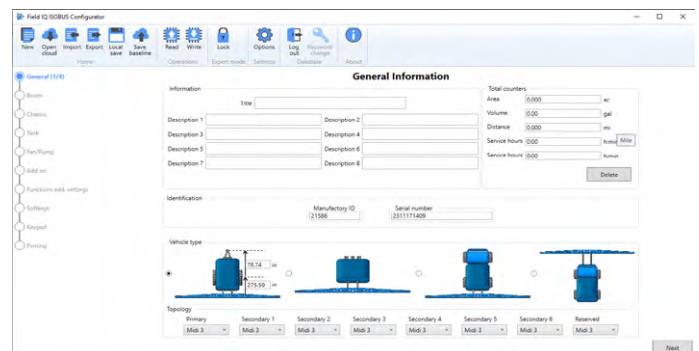 Field IQ ISOBUS Configurator
New Open cloud Import Export Local save Save baseline Read Write Lock Options Log out Password change
Home Operations Expert mode Settings Database About
General (1/4)
Boom
Chassis
Tank
Fan/Pump
Add on
Functions add. settings
Softkeys
Keypad
Pinning
General Information
Information
Title
Description 1 Description 2
Description 3 Description 4
Description 5 Description 6
Description 7 Description 8
Total counters
Area 0.000 ac
Volume 0.00 gal
Distance 0.000 mi
Service hours 0:00 h:min Mile
Service hours 0:00 h:min
Delete
Identification
Manufactory ID Serial number
21586 2311171409
Vehicle type
78.74 in
275.59 in
Topology
Primary Secondary 1 Secondary 2 Secondary 3 Secondary 4 Secondary 5 Secondary 6 Reserved
Midi 3 Midi 3 Midi 3 Midi 3 Midi 3 Midi 3 Midi 3 Midi 3
Next